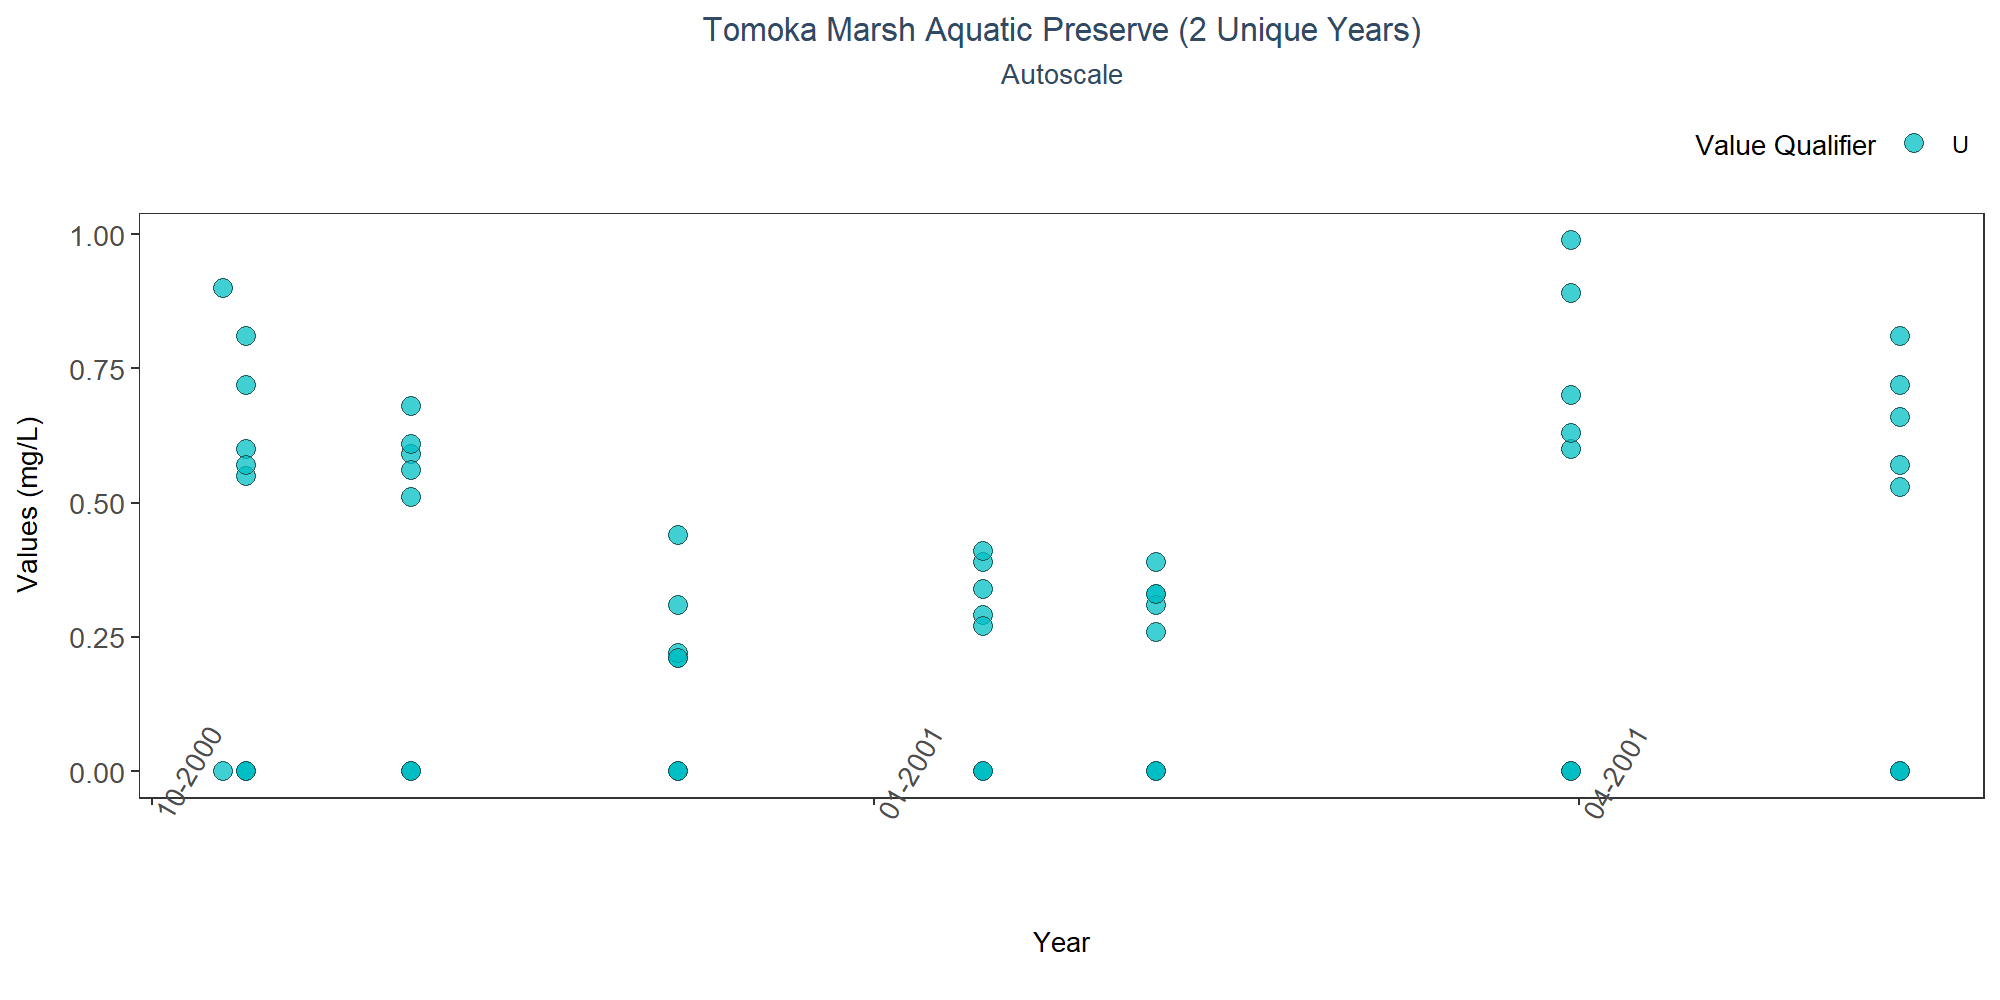 Tomoka Marsh Aquatic Preserve (2 Unique Years)
Autoscale
Value Qualifier U
1.00
0.75
0.50
0.25
0.00
Values (mg/L)
10-2000
01-2001
04-2001
Year